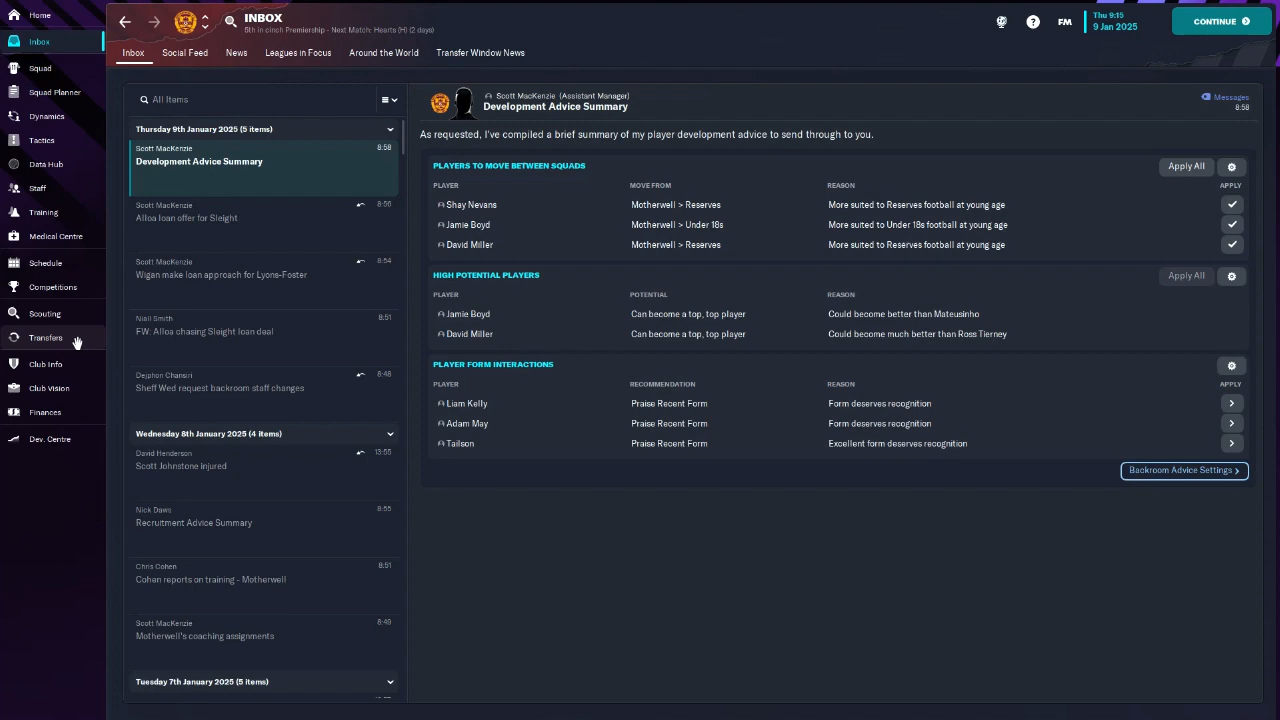 Home
Inbox
Squad
Squad Planner
Dynamics
Tactics
Data Hub
Staff
Training
Medical Centre
Schedule
Competitions
Scouting
Transfers
Club Info
Club Vision
Finances
Dev. Centre
INBOX
5th in cinch Premiership - Next Match: Hearts (H) (2 days)
FM
Thu 9:15
9 Jan 2025
CONTINUE
Inbox Social Feed News Leagues in Focus Around the World Transfer Window News
All Items
Thursday 9th January 2025 (5 items)
Scott MacKenzie 8:58
Development Advice Summary
Scott MacKenzie 8:56
Alloa loan offer for Sleight
Scott MacKenzie 8:54
Wigan make loan approach for Lyons-Foster
Niall Smith 8:51
FW: Alloa chasing Sleight loan deal
Dejphon Chansiri 8:48
Sheff Wed request backroom staff changes
Wednesday 8th January 2025 (4 items)
David Henderson 13:55
Scott Johnstone injured
Nick Daws 8:55
Recruitment Advice Summary
Chris Cohen 8:51
Cohen reports on training - Motherwell
Scott MacKenzie 8:49
Motherwell's coaching assignments
Tuesday 7th January 2025 (5 items)
Scott MacKenzie (Assistant Manager)
Development Advice Summary
Messages
8:58
As requested, I've compiled a brief summary of my player development advice to send through to you.
PLAYERS TO MOVE BETWEEN SQUADS Apply All
PLAYER MOVE FROM REASON APPLY
Shay Nevans Motherwell > Reserves More suited to Reserves football at young age
Jamie Boyd Motherwell > Under 18s More suited to Under 18s football at young age
David Miller Motherwell > Reserves More suited to Reserves football at young age
HIGH POTENTIAL PLAYERS Apply All
PLAYER POTENTIAL REASON
Jamie Boyd Can become a top, top player Could become better than Mateusinho
David Miller Can become a top, top player Could become much better than Ross Tierney
PLAYER FORM INTERACTIONS
PLAYER RECOMMENDATION REASON APPLY
Liam Kelly Praise Recent Form Form deserves recognition
Adam May Praise Recent Form Form deserves recognition
Tailson Praise Recent Form Excellent form deserves recognition
Backroom Advice Settings >